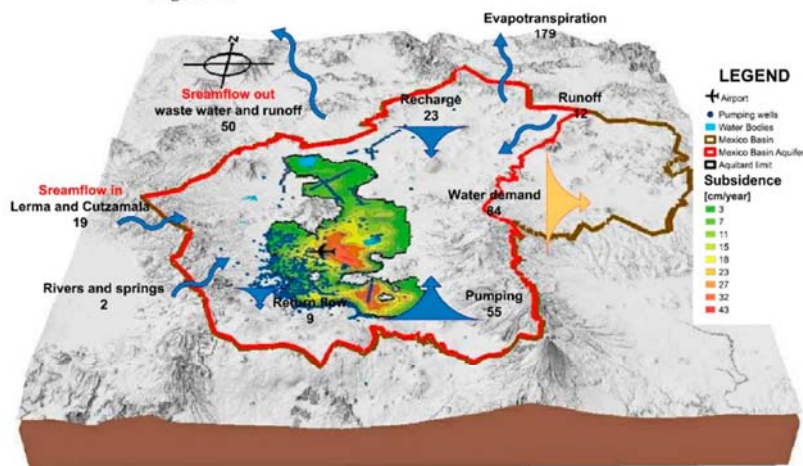 Evapotranspiration
179
N
Sreamflow out
waste water and runoff
50
Recharge
23
Runoff
12
Sreamflow in
Lerma and Cutzamala
19
Water demand
84
Rivers and springs
2
Return flow
9
Pumping
55
LEGEND
Airport
Pumping wells
Water Bodies
Mexico Basin
Mexico Basin Aquifer
Aquitard limit
Subsidence
[cm/year]
3
7
11
15
18
23
27
32
43